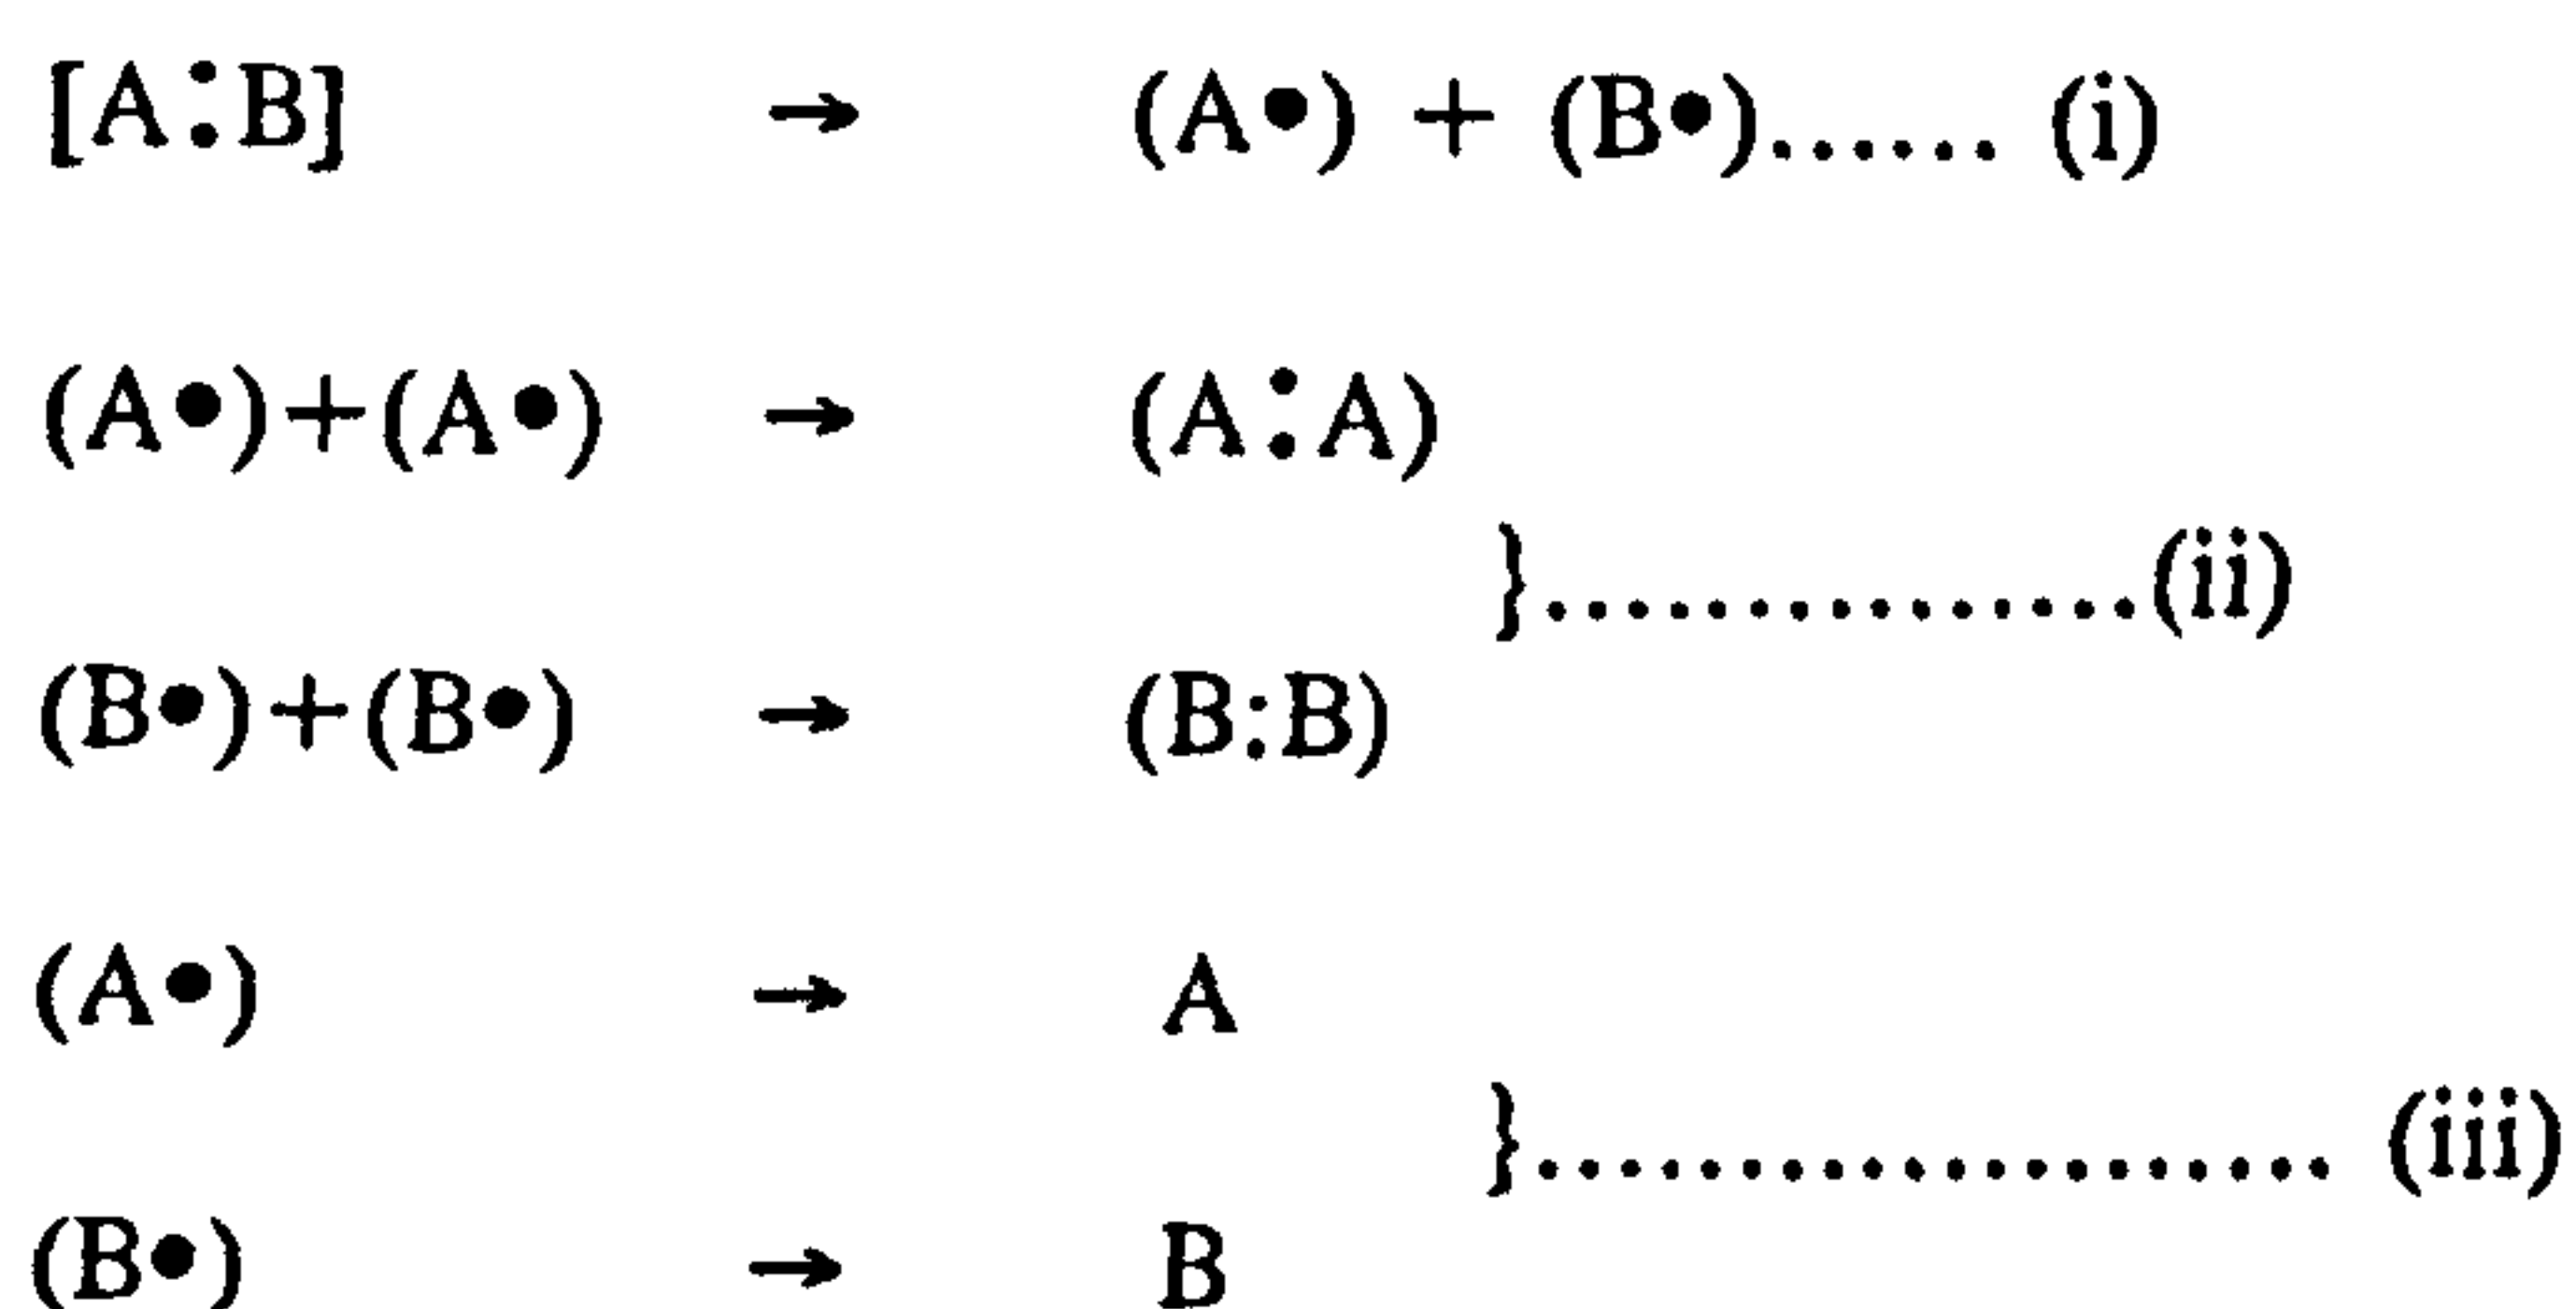 [A:B] → (A●) + (B●)...... (i)
(A●)+(A●) → (A:A)
}...............(ii)
(B●)+(B●) → (B:B)
(A●) → A
}.................... (iii)
(B●) → B